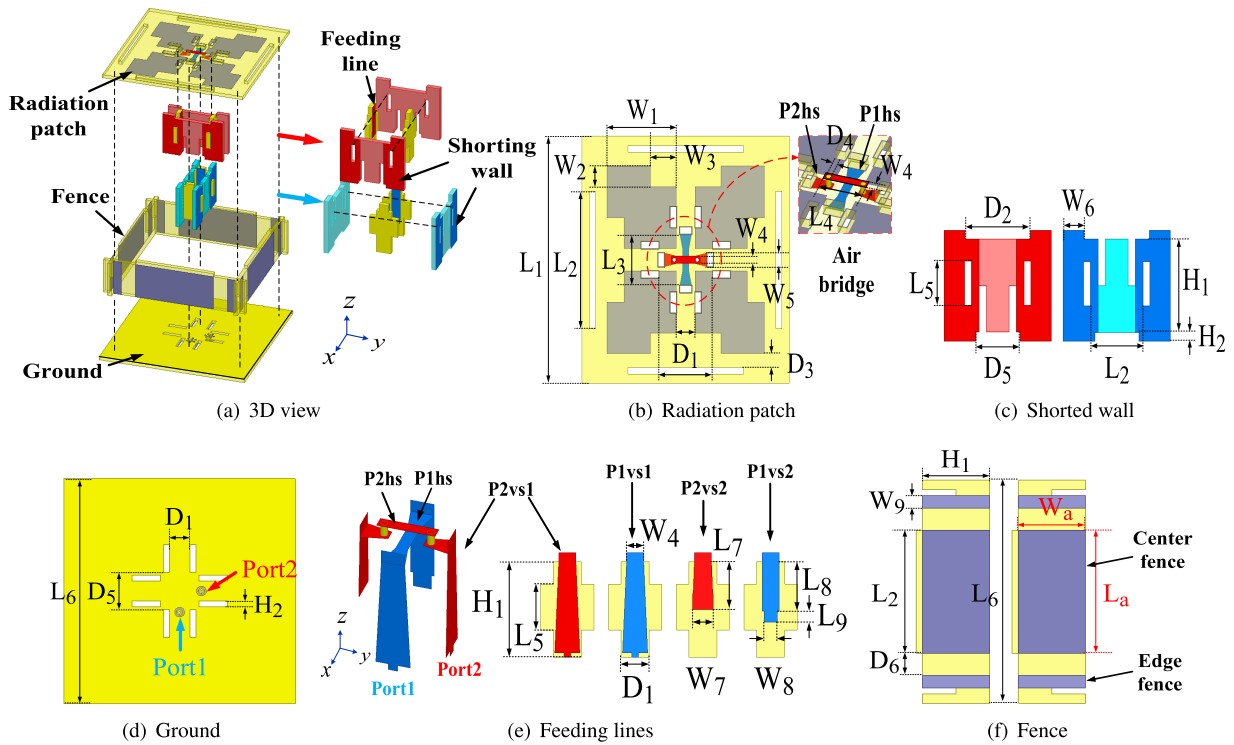 Radiation
patch
Fence
Ground
Feeding
line
Shorting
wall
z
y
x
(a) 3D view
W1
W2
W3
L1
L2
L3
W4
W5
D1
D3
P2hs
P1hs
D4
W4
L4
Air
bridge
(b) Radiation patch
D2
W6
L5
H1
H2
D5
L2
(c) Shorted wall
D1
L6
D5
Port2
H2
Port1
(d) Ground
P2hs
P1hs
P2vs1
P1vs1
P2vs2
P1vs2
z
y
x
Port1
Port2
H1
L5
W4
D1
L7
W7
L8
L9
W8
(e) Feeding lines
H1
W9
Wa
L2
L6
La
D6
Center
fence
Edge
fence
(f) Fence